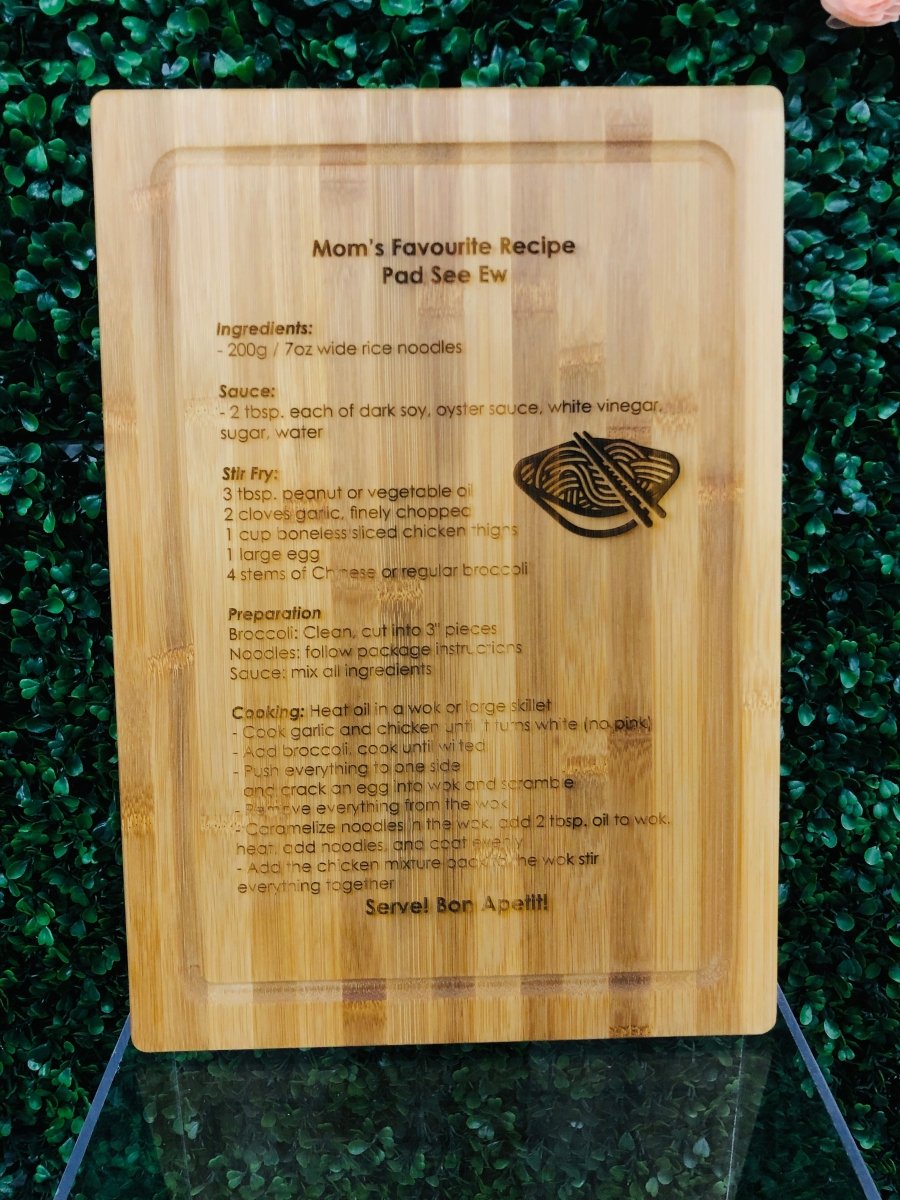 Mom's Favourite Recipe
Pad See Ew
Ingredients:
- 200g / 7oz wide rice noodles
Sauce:
- 2 tbsp. each of dark soy, oyster sauce, white vinegar,
sugar, water
Stir Fry:
3 tbsp. peanut or vegetable oil
2 cloves garlic, finely chopped
1 cup boneless sliced chicken thighs
1 large egg
4 stems of Chinese or regular broccoli
Preparation
Broccoli: Clean, cut into 3" pieces
Noodles: follow package instructions
Sauce: mix all ingredients
Cooking: Heat oil in a wok or large skillet
- Cook garlic and chicken until it turns white (no pink)
- Add broccoli, cook until wilted
- Push everything to one side
and crack an egg into wok and scramble
- Remove everything from the wok
- Caramelize noodles in the wok, add 2 tbsp. oil to wok,
heat, add noodles, and coat evenly
- Add the chicken mixture back to the wok stir
everything together
Serve! Bon Apetit!